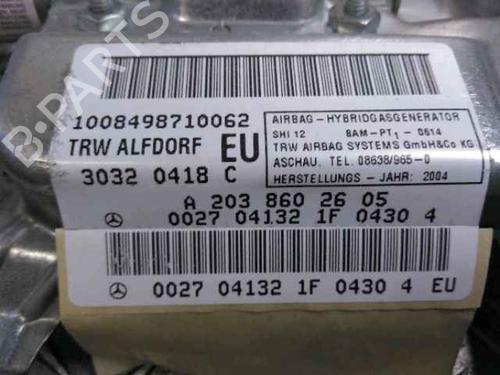 B-PARTS
1008498710062
TRW ALFDORF EU
3032 0418 C
AIRBAG - HYBRIDGASGENERATOR
SHI 12 BAM-PT1 - 0614
TRW AIRBAG SYSTEMS GmbH&Co KG
ASCHAU. TEL. 08638/965-0
HERSTELLUNGS - JAHR: 2004
A 203 860 26 05
0027 04132 1F 0430 4
0027 04132 1F 0430 4 EU